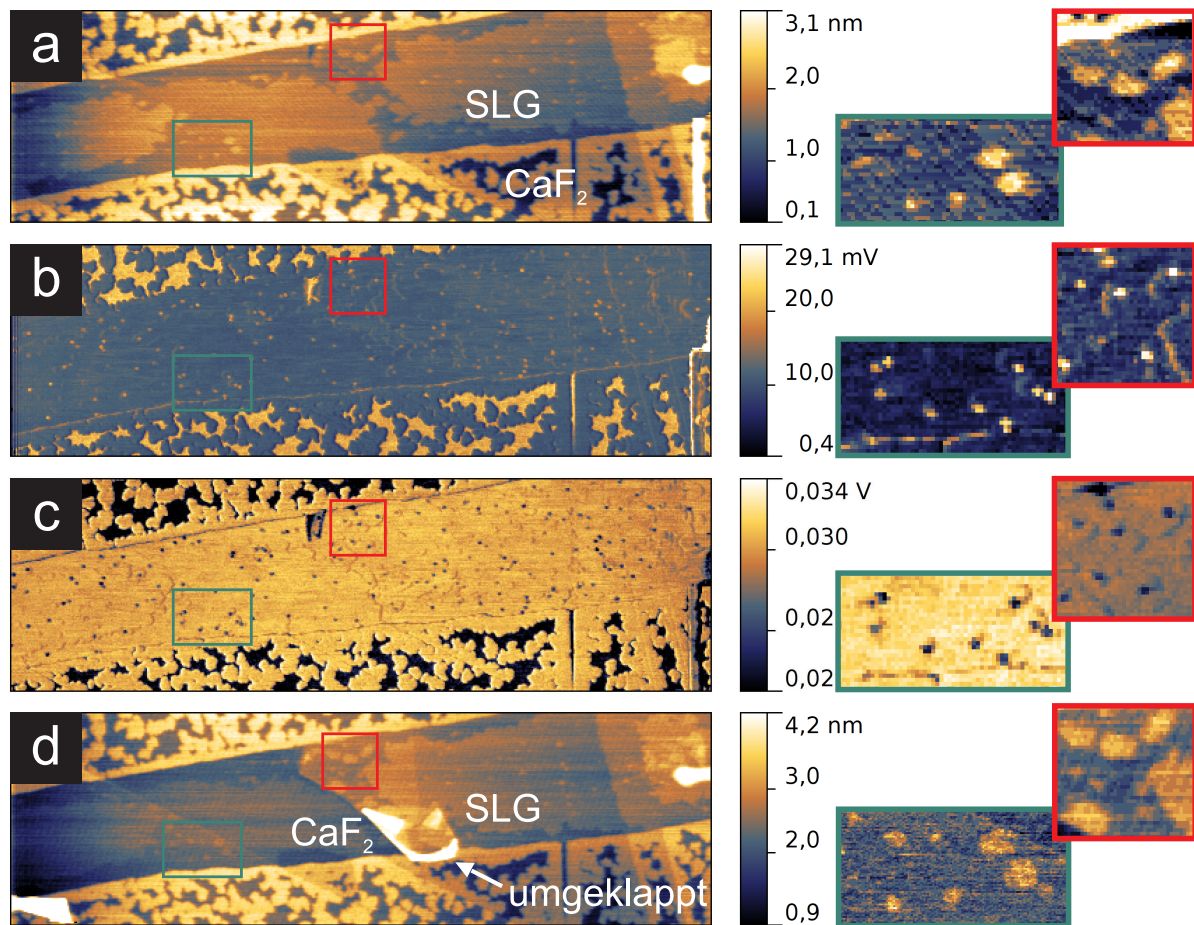 a
SLG
CaF₂
3,1 nm
2,0
1,0
0,1
b
29,1 mV
20,0
10,0
0,4
c
0,034 V
0,030
0,02
0,02
d
SLG
CaF₂
umgeklappt
4,2 nm
3,0
2,0
0,9